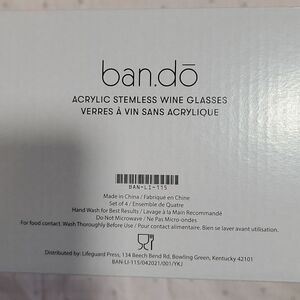 ban.dō
ACRYLIC STEMLESS WINE GLASSES
VERRES À VIN SANS ACRYLIQUE
BAN-LI-115
Made in China / Fabriqué en Chine
Set of 4 / Ensemble de Quatre
Hand Wash for Best Results / Lavage à la Main Recommandé
Do Not Microwave / Ne Pas Micro-ondes
For food contact. Wash Thoroughly Before Use / Pour contact alimentaire. Bien se laver avant utilisation.
Distributed by: Lifeguard Press, 134 Beech Bend Rd, Bowling Green, Kentucky 42101
BAN-LI-115/042021/001/YKJ